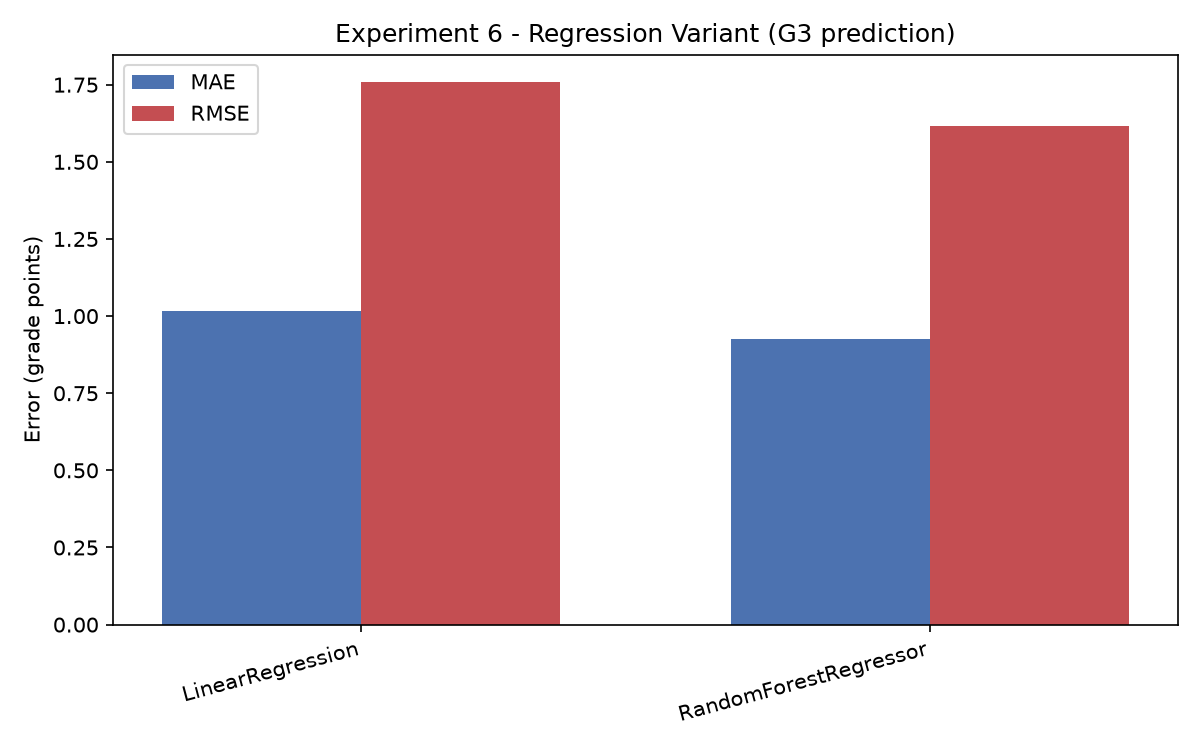 Experiment 6 - Regression Variant (G3 prediction)
MAE
RMSE
Error (grade points)
1.75
1.50
1.25
1.00
0.75
0.50
0.25
0.00
LinearRegression
RandomForestRegressor